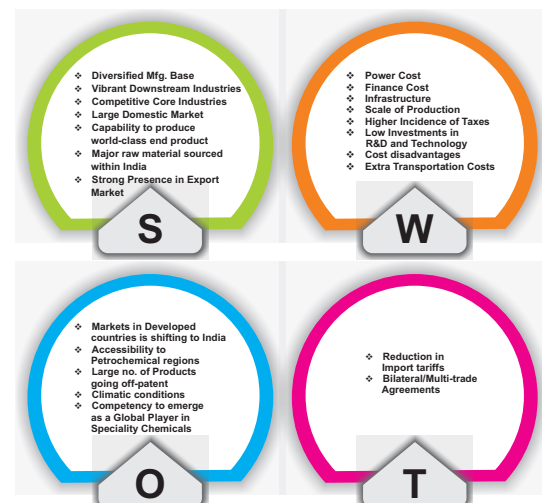 ❖ Diversified Mfg. Base
❖ Vibrant Downstream Industries
❖ Competitive Core Industries
❖ Large Domestic Market
❖ Capability to produce
world-class end product
❖ Major raw material sourced
within India
❖ Strong Presence in Export
Market
S
❖ Power Cost
❖ Finance Cost
❖ Infrastructure
❖ Scale of Production
❖ Higher Incidence of Taxes
❖ Low Investments in
R&D and Technology
❖ Cost disadvantages
❖ Extra Transportation Costs
W
❖ Markets in Developed
countries is shifting to India
❖ Accessibility to
Petrochemical regions
❖ Large no. of Products
going off-patent
❖ Climatic conditions
❖ Competency to emerge
as a Global Player in
Speciality Chemicals
O
❖ Reduction in
Import tariffs
❖ Bilateral/Multi-trade
Agreements
T